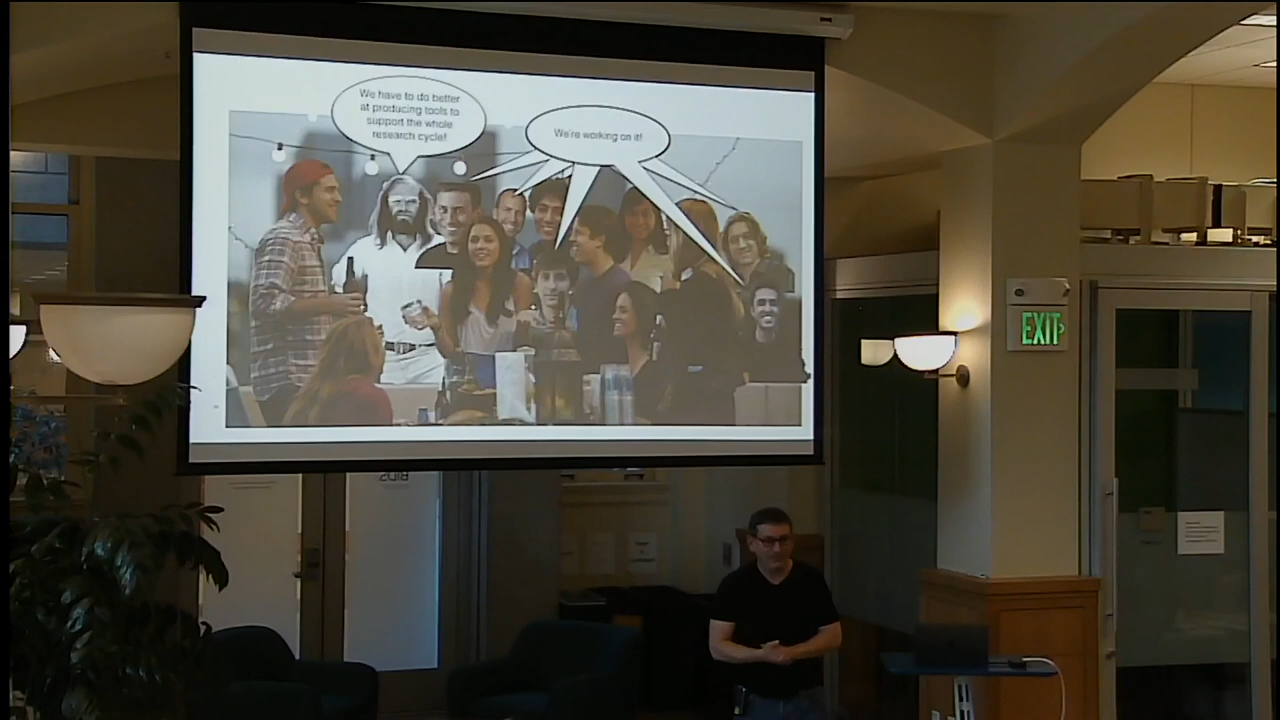 We have to do better
at producing tools to
support the whole
research cycle!
We're working on it!
BIDS
EXIT